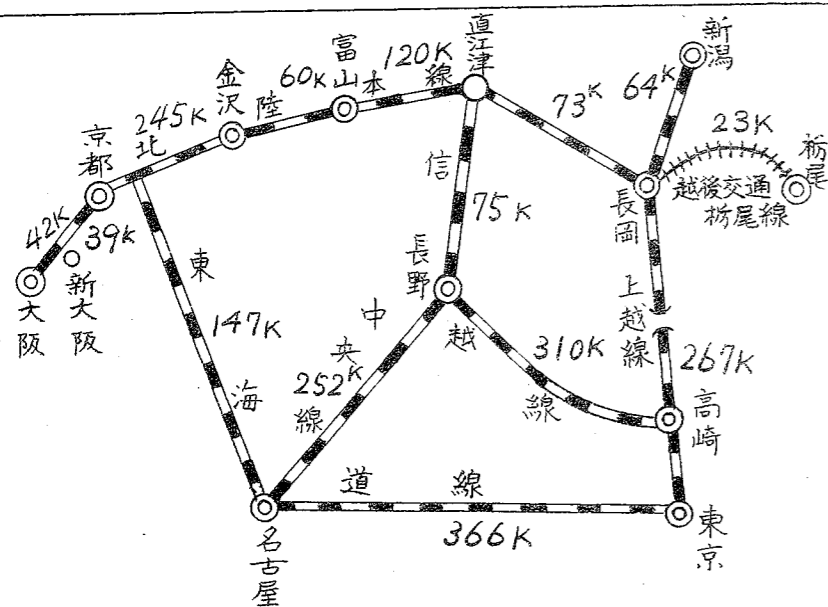 新潟
直江津
富山
金沢
京都
大阪
新大阪
長野
長岡
栃尾
高崎
東京
名古屋
北陸本線
信越線
上越線
中央線
東海道線
越後交通
栃尾線
245K
60K
120K
73K
64K
23K
42K
39K
75K
147K
252K
310K
267K
366K